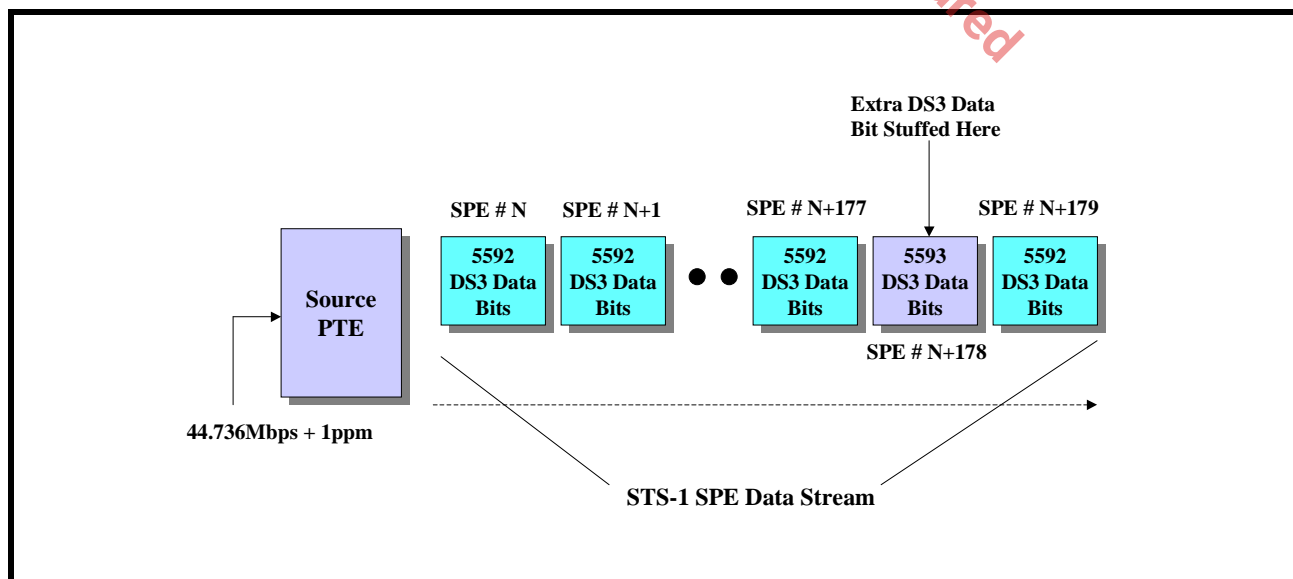 Extra DS3 Data
Bit Stuffed Here
SPE # N
SPE # N+1
SPE # N+177
SPE # N+179
Source
PTE
5592
DS3 Data
Bits
5592
DS3 Data
Bits
5592
DS3 Data
Bits
5593
DS3 Data
Bits
5592
DS3 Data
Bits
SPE # N+178
44.736Mbps + 1ppm
STS-1 SPE Data Stream